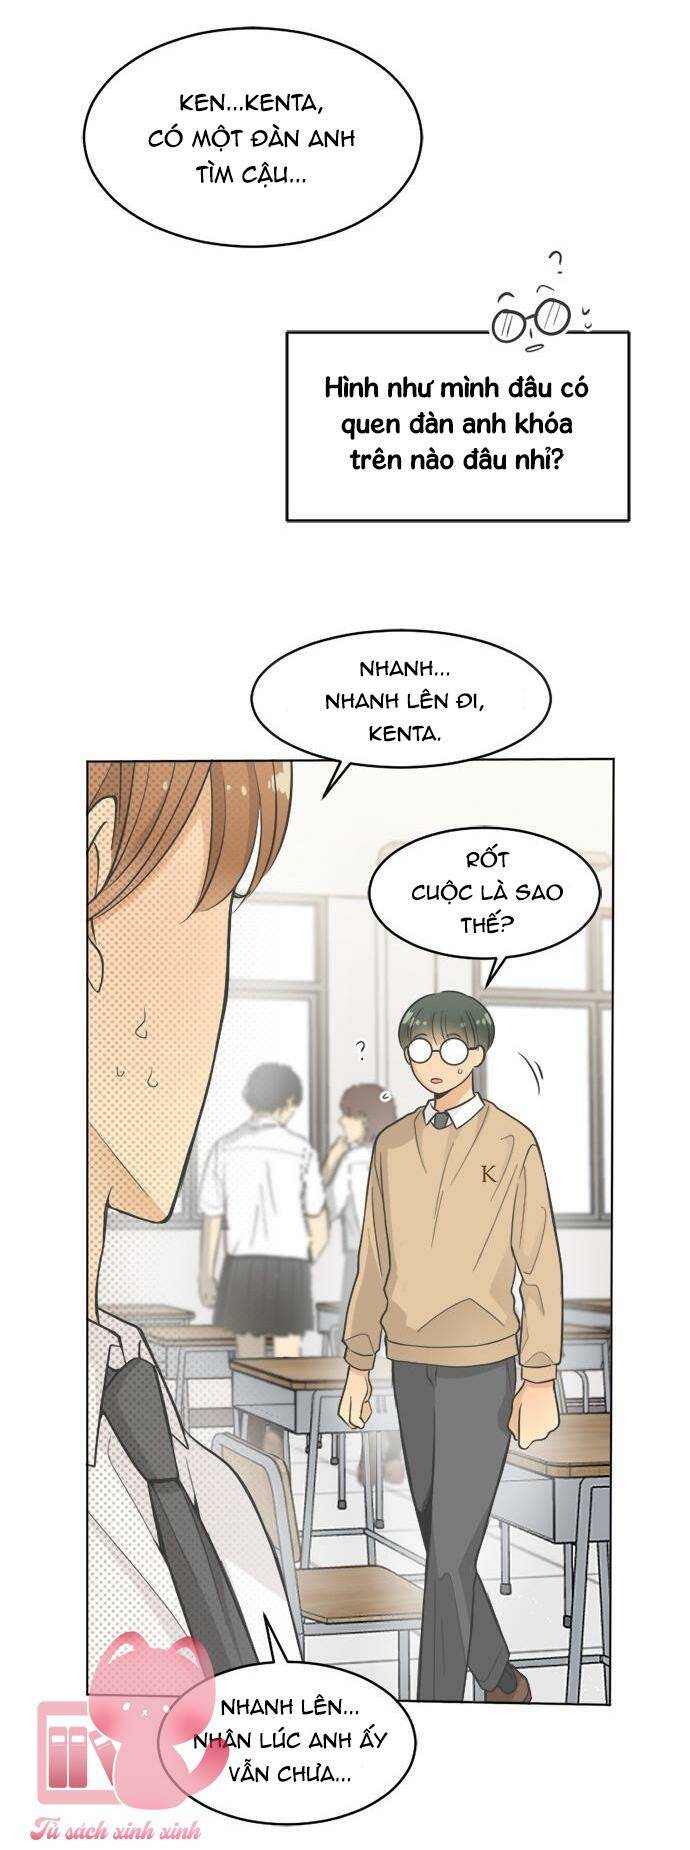 KEN...KENTA,
CÓ MỘT ĐÀN ANH
TÌM CẬU...
?
Hình như mình đâu có
quen đàn anh khóa
trên nào đâu nhỉ?
NHANH...
NHANH LÊN ĐI,
KENTA.
RỐT
CUỘC LÀ SAO
THẾ?
?
K
NHANH LÊN...
NHÂN LÚC ANH ẤY
VẪN CHƯA...
Tủ sách xinh xinh